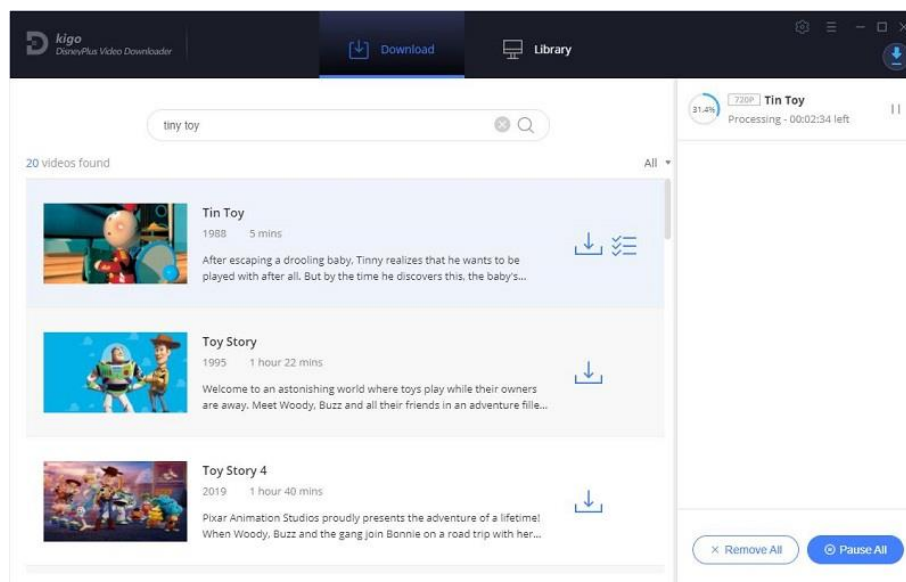 kigo
DisneyPlus Video Downloader
Download
Library
tiny toy
20 videos found
All
Tin Toy
1988 5 mins
After escaping a drooling baby, Tinny realizes that he wants to be
played with after all. But by the time he discovers this, the baby's...
Toy Story
1995 1 hour 22 mins
Welcome to an astonishing world where toys play while their owners
are away. Meet Woody, Buzz and all their friends in an adventure fille...
Toy Story 4
2019 1 hour 40 mins
Pixar Animation Studios proudly presents the adventure of a lifetime!
When Woody, Buzz and the gang join Bonnie on a road trip with her...
31.4%
720P Tin Toy
Processing - 00:02:34 left
Remove All
Pause All